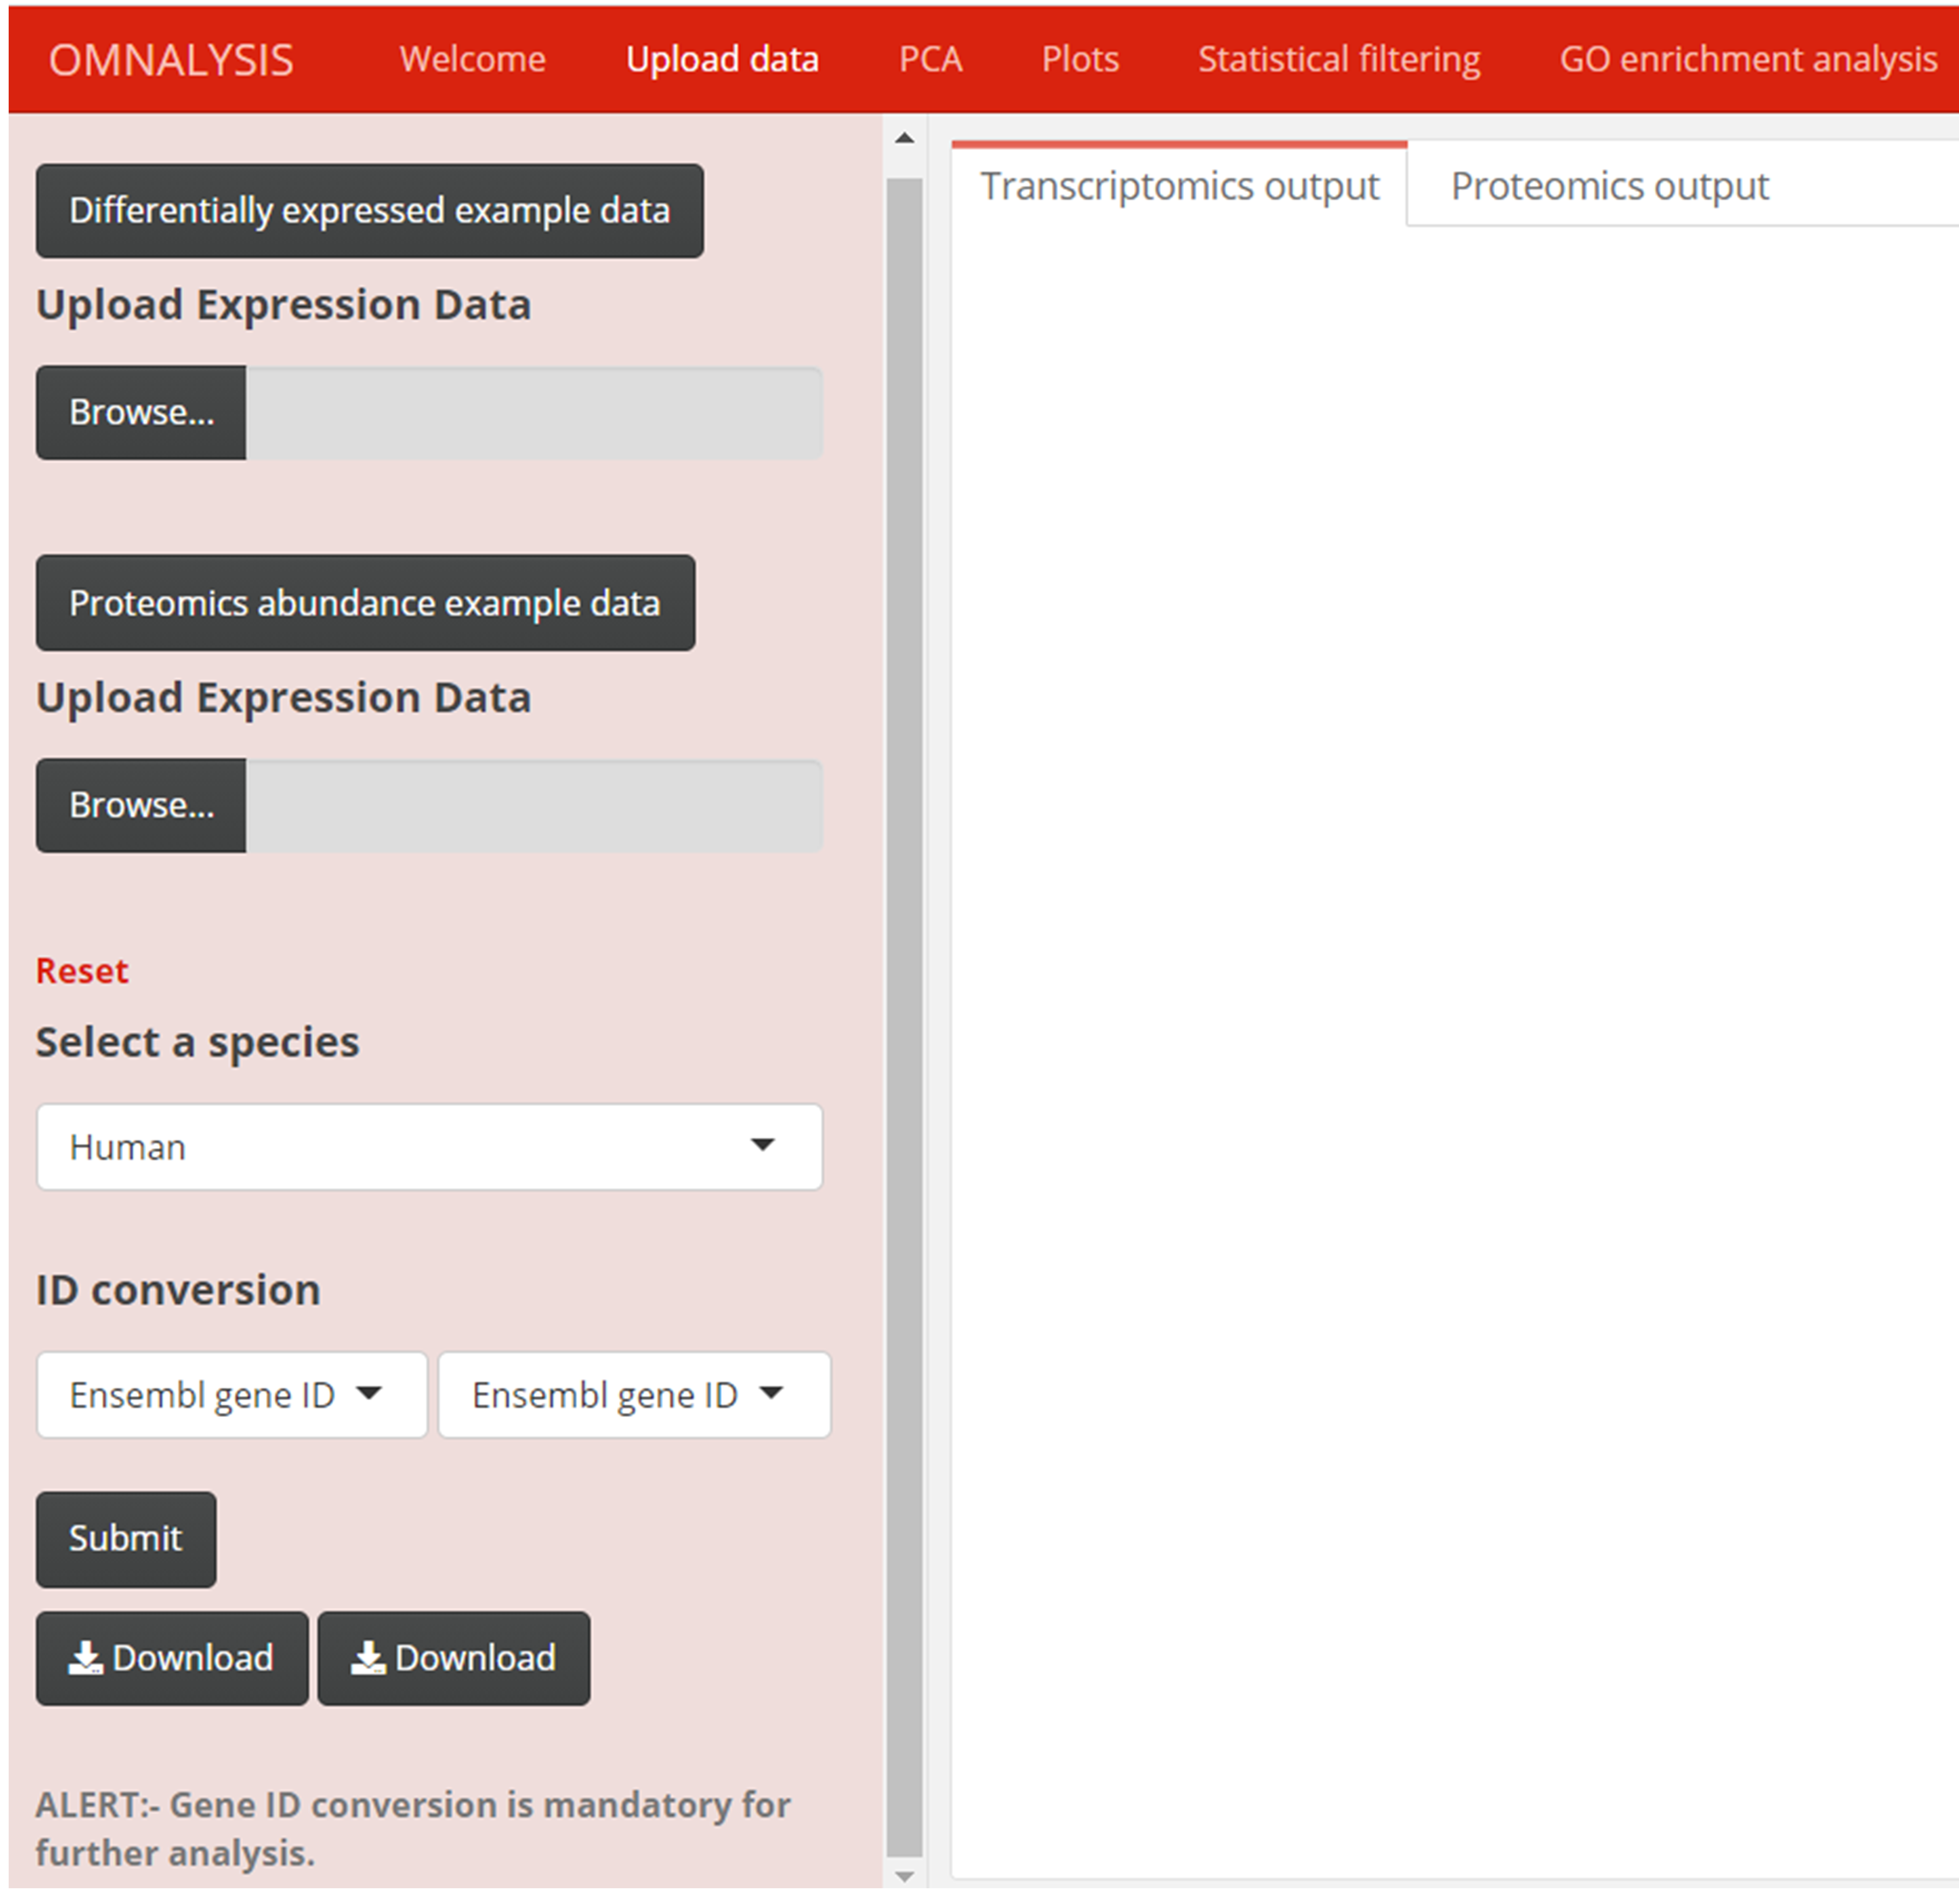 OMNALYSIS Welcome Upload data PCA Plots Statistical filtering GO enrichment analysis
Differentially expressed example data
Upload Expression Data
Browse...
Proteomics abundance example data
Upload Expression Data
Browse...
Reset
Select a species
Human
ID conversion
Ensembl gene ID Ensembl gene ID
Submit
Download Download
ALERT:- Gene ID conversion is mandatory for
further analysis.
Transcriptomics output Proteomics output